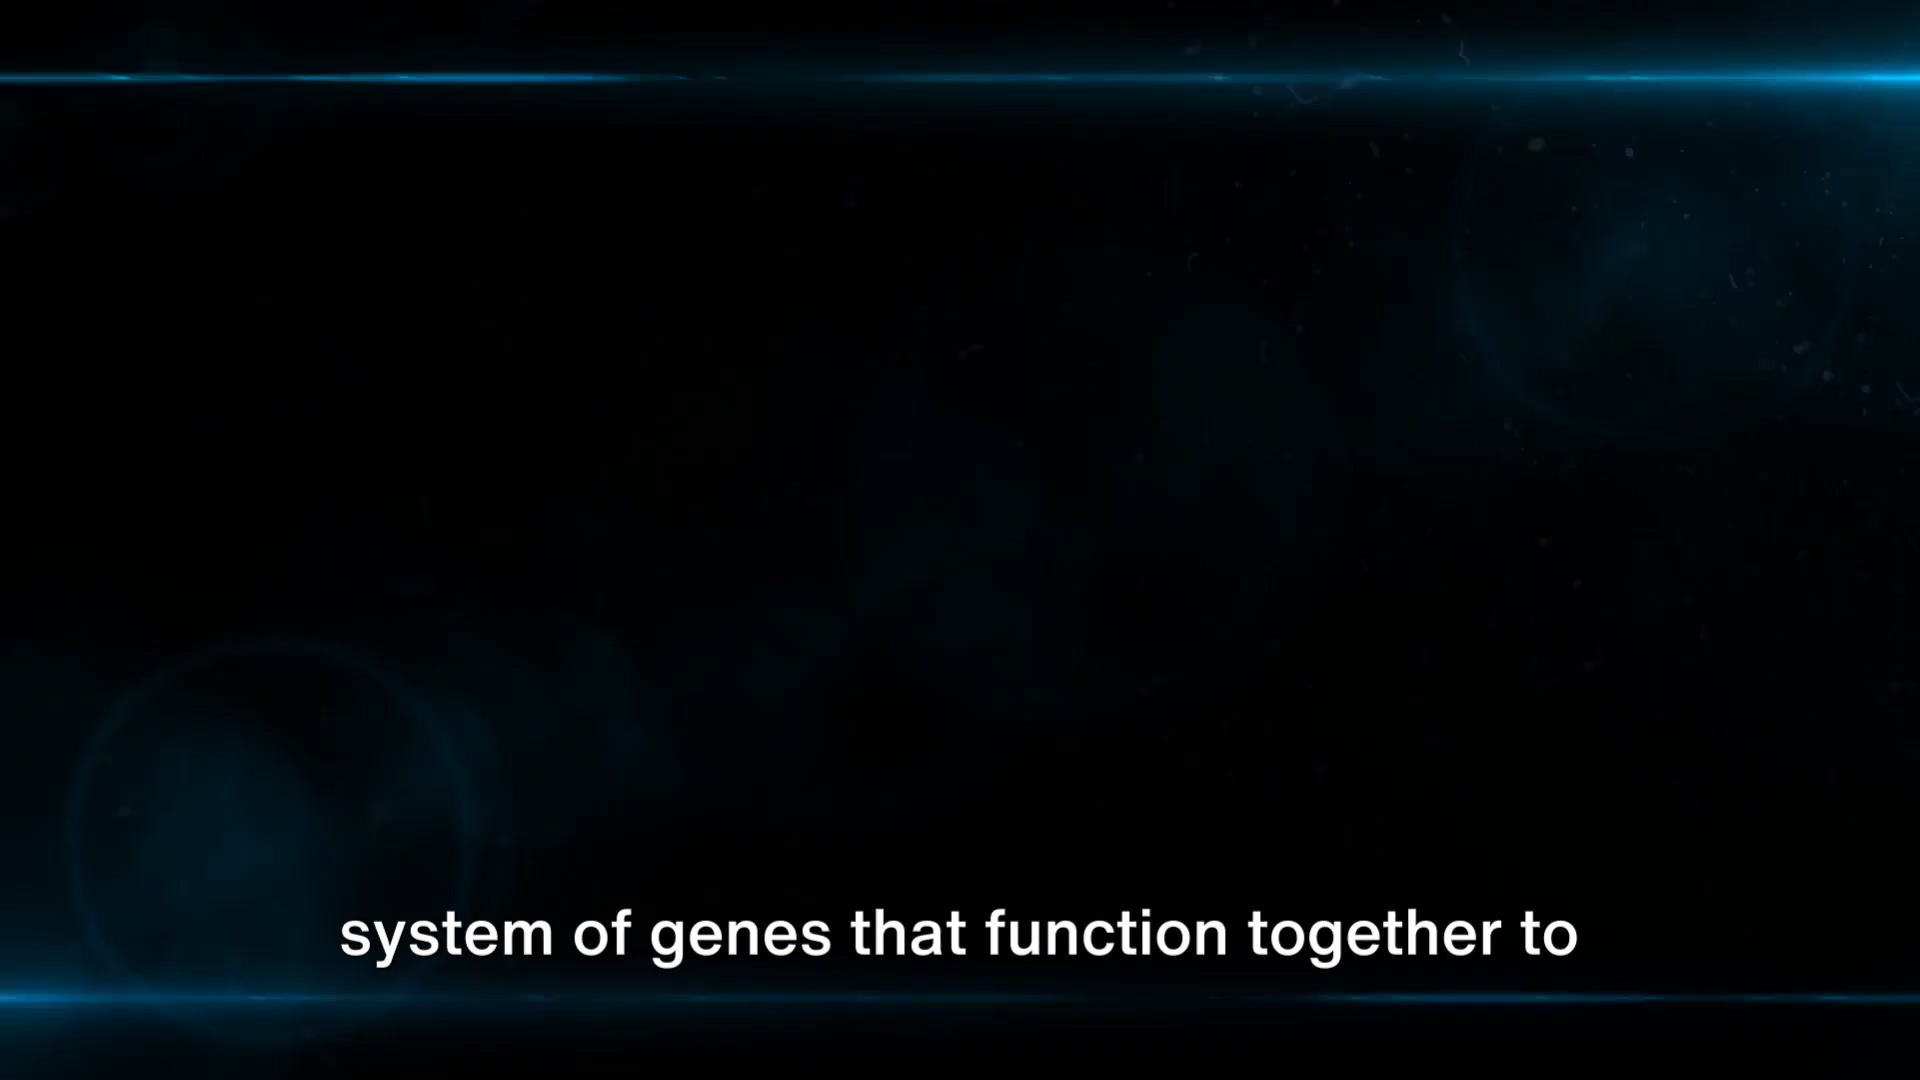 system of genes that function together to